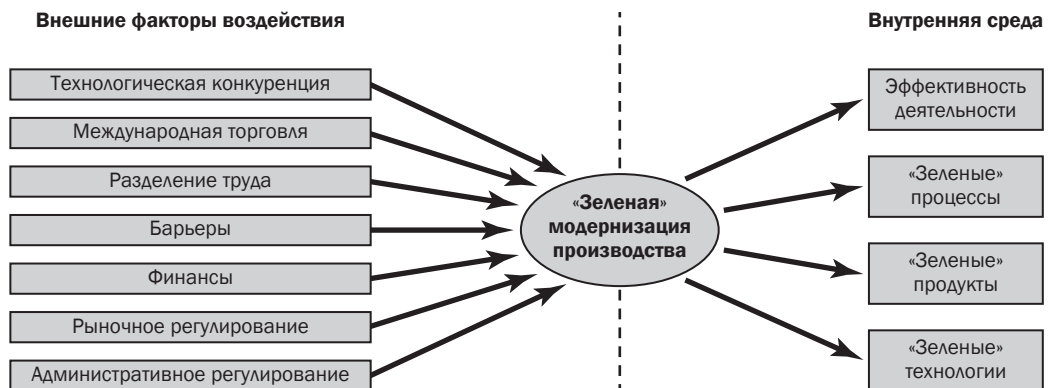 Внешние факторы воздействия
Внутренняя среда
Технологическая конкуренция
Международная торговля
Разделение труда
Барьеры
Финансы
Рыночное регулирование
Административное регулирование
«Зеленая»
модернизация
производства
Эффективность
деятельности
«Зеленые»
процессы
«Зеленые»
продукты
«Зеленые»
технологии